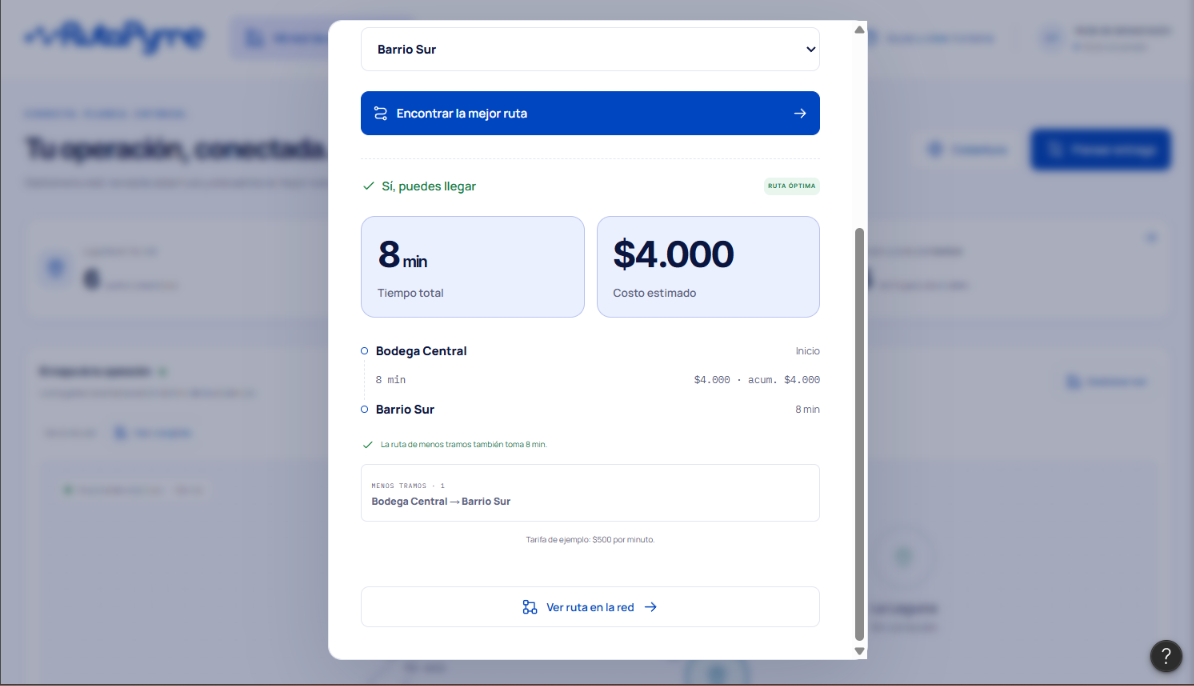 RutaPyme
Tu operación, conectada.
Barrio Sur
Encontrar la mejor ruta
Sí, puedes llegar
RUTA ÓPTIMA
8 min
Tiempo total
$4.000
Costo estimado
Bodega Central
Inicio
8 min
$4.000 · acum. $4.000
Barrio Sur
8 min
La ruta de menos tramos también toma 8 min.
MENOS TRAMOS · 1
Bodega Central → Barrio Sur
Tarifa de ejemplo: $500 por minuto.
Ver ruta en la red
?